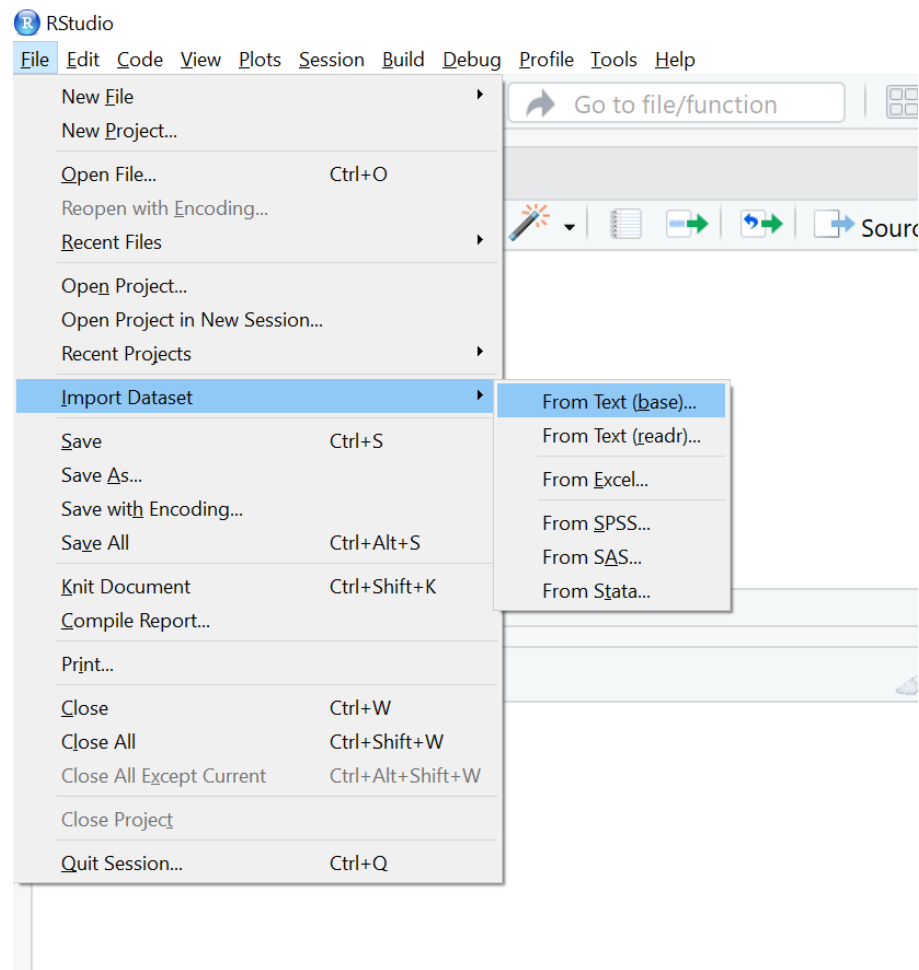 RStudio
File Edit Code View Plots Session Build Debug Profile Tools Help
New File
Go to file/function
New Project...
Open File... Ctrl+O
Reopen with Encoding...
Sourc
Recent Files
Open Project...
Open Project in New Session...
Recent Projects
Import Dataset
From Text (base)...
From Text (readr)...
From Excel...
From SPSS...
From SAS...
From Stata...
Save Ctrl+S
Save As...
Save with Encoding...
Save All Ctrl+Alt+S
Knit Document Ctrl+Shift+K
Compile Report...
Print...
Close Ctrl+W
Close All Ctrl+Shift+W
Close All Except Current Ctrl+Alt+Shift+W
Close Project
Quit Session... Ctrl+Q